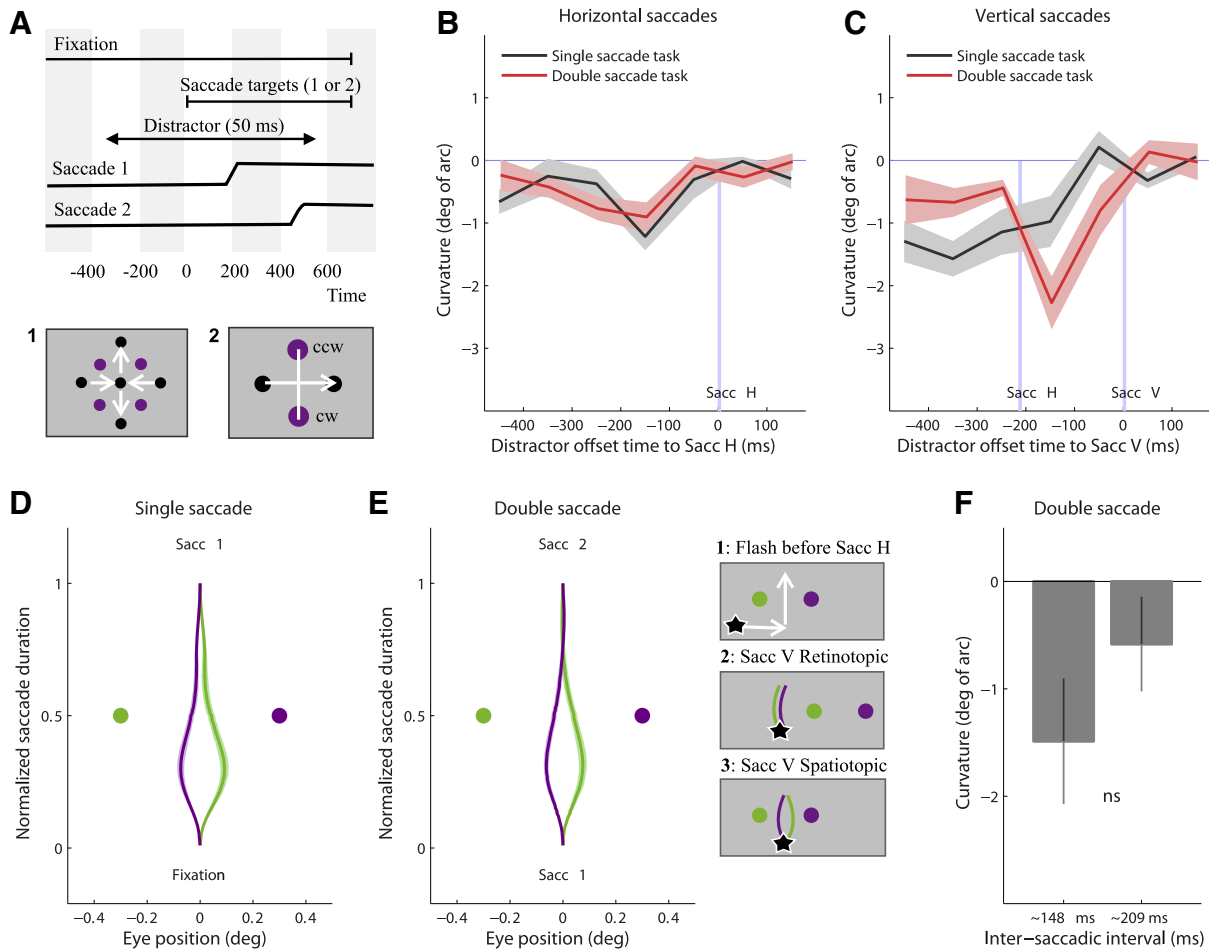 A
Fixation
Saccade targets (1 or 2)
Distractor (50 ms)
Saccade 1
Saccade 2
-400 -200 0 200 400 600
Time
1
2
ccw
cw
B
Horizontal saccades
Single saccade task
Double saccade task
1
0
−1
−2
−3
Curvature (deg of arc)
Sacc H
−400 −300 −200 −100 0 100
Distractor offset time to Sacc H (ms)
C
Vertical saccades
Single saccade task
Double saccade task
1
0
−1
−2
−3
Curvature (deg of arc)
Sacc H Sacc V
−400 −300 −200 −100 0 100
Distractor offset time to Sacc V (ms)
D
Single saccade
Sacc 1
1
0.5
0
Normalized saccade duration
Fixation
−0.4 −0.2 0 0.2 0.4
Eye position (deg)
E
Double saccade
Sacc 2
1
0.5
0
Normalized saccade duration
Sacc 1
−0.4 −0.2 0 0.2 0.4
Eye position (deg)
1: Flash before Sacc H
2: Sacc V Retinotopic
3: Sacc V Spatiotopic
F
Double saccade
0
−1
−2
Curvature (deg of arc)
ns
~148 ms ~209 ms
Inter−saccadic interval (ms)